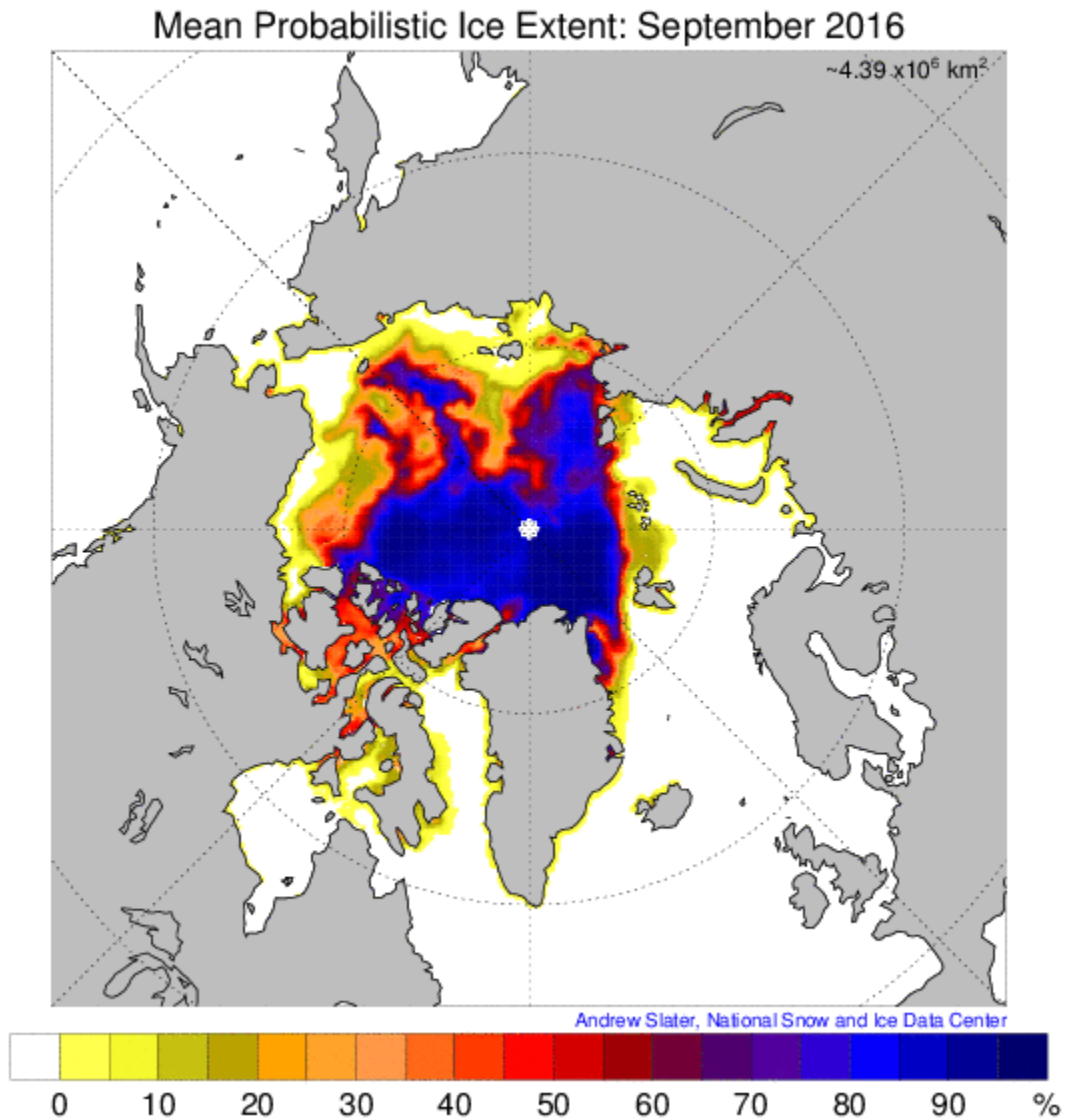 Mean Probabilistic Ice Extent: September 2016
~4.39 x10⁶ km²
Andrew Slater, National Snow and Ice Data Center
0 10 20 30 40 50 60 70 80 90 %